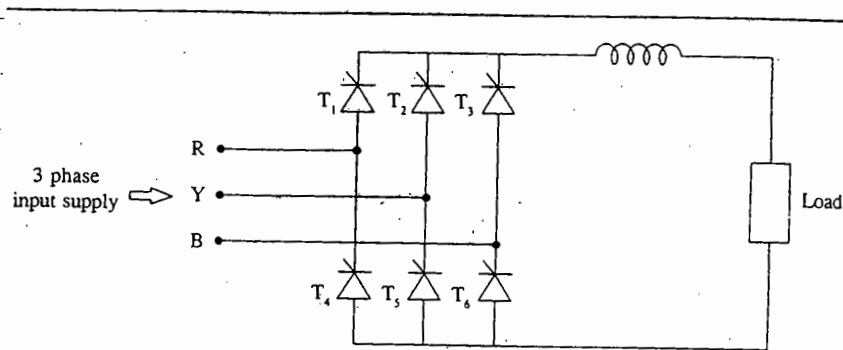 T₁
T₂
T₃
R
3 phase
input supply
Y
Load
B
T₄
T₅
T₆